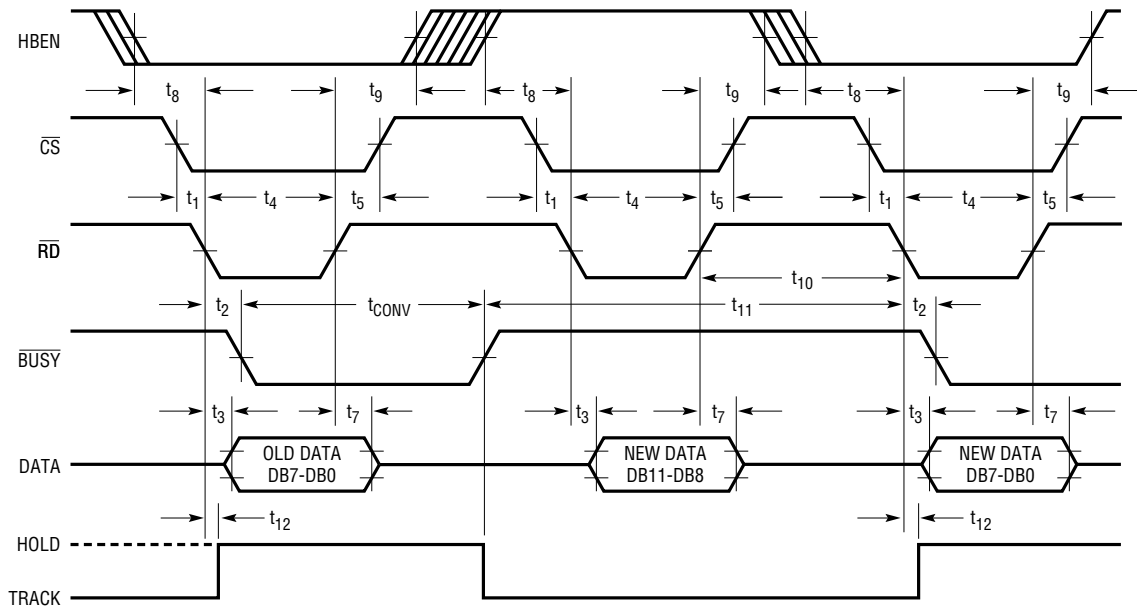 HBEN
t8 t9 t8 t9 t8 t9
CS
t1 t4 t5 t1 t4 t5 t1 t4 t5
RD
t10
t2 tCONV t11 t2
BUSY
t3 t7 t3 t7 t3 t7
DATA
OLD DATA
DB7-DB0
NEW DATA
DB11-DB8
NEW DATA
DB7-DB0
t12 t12
HOLD
TRACK